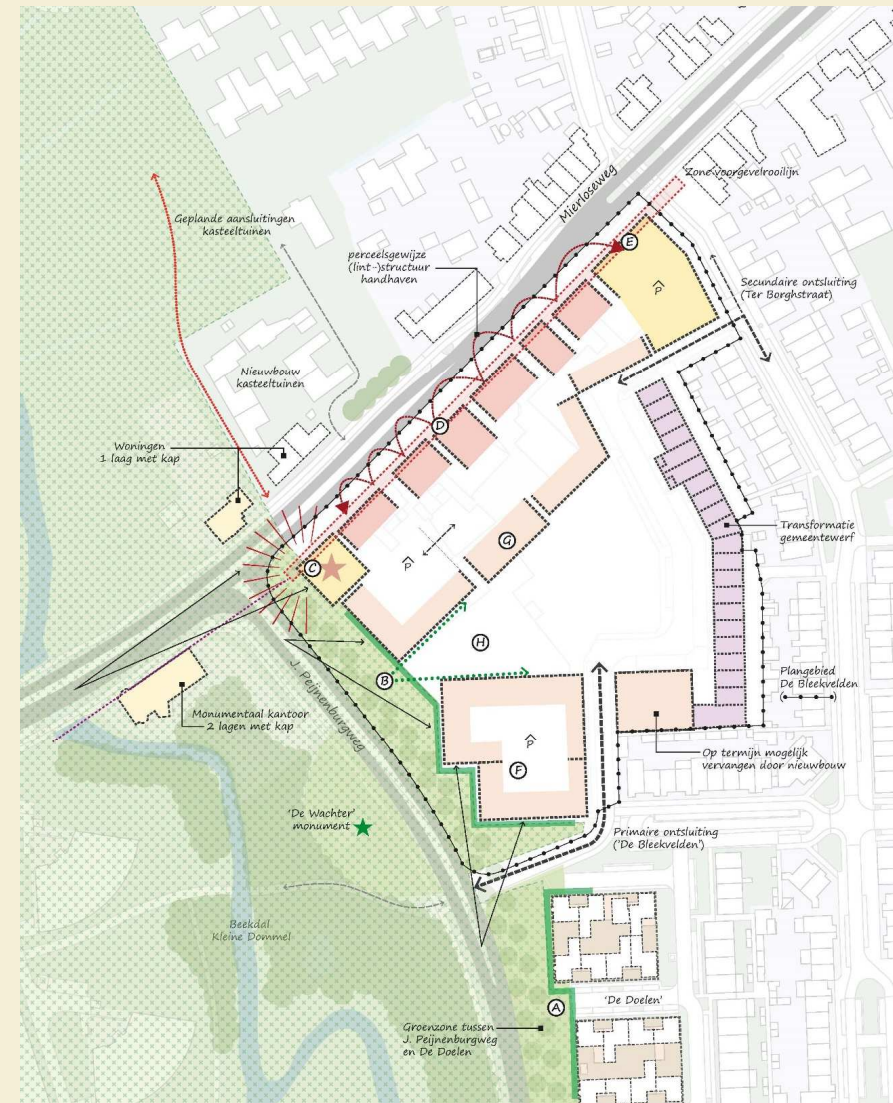 Mierloseweg
Zone voorgevelrooilijn
Geplande aansluitingen
kasteeltuinen
E
perceelsgewijze
(lint-)structuur
handhaven
P
Secundaire ontsluiting
(Ter Borghstraat)
Nieuwbouw
kasteeltuinen
D
Woningen
1 laag met kap
Transformatie
gemeentewerf
G
P
C
H
J. Peijnenburgweg
B
Plangebied
De Bleekvelden
Monumentaal kantoor
2 lagen met kap
P
Op termijn mogelijk
vervangen door nieuwbouw
F
'De Wachter'
monument
Primaire ontsluiting
('De Bleekvelden')
Beekdal
Kleine Dommel
'De Doelen'
A
Groenzone tussen
J. Peijnenburgweg
en De Doelen